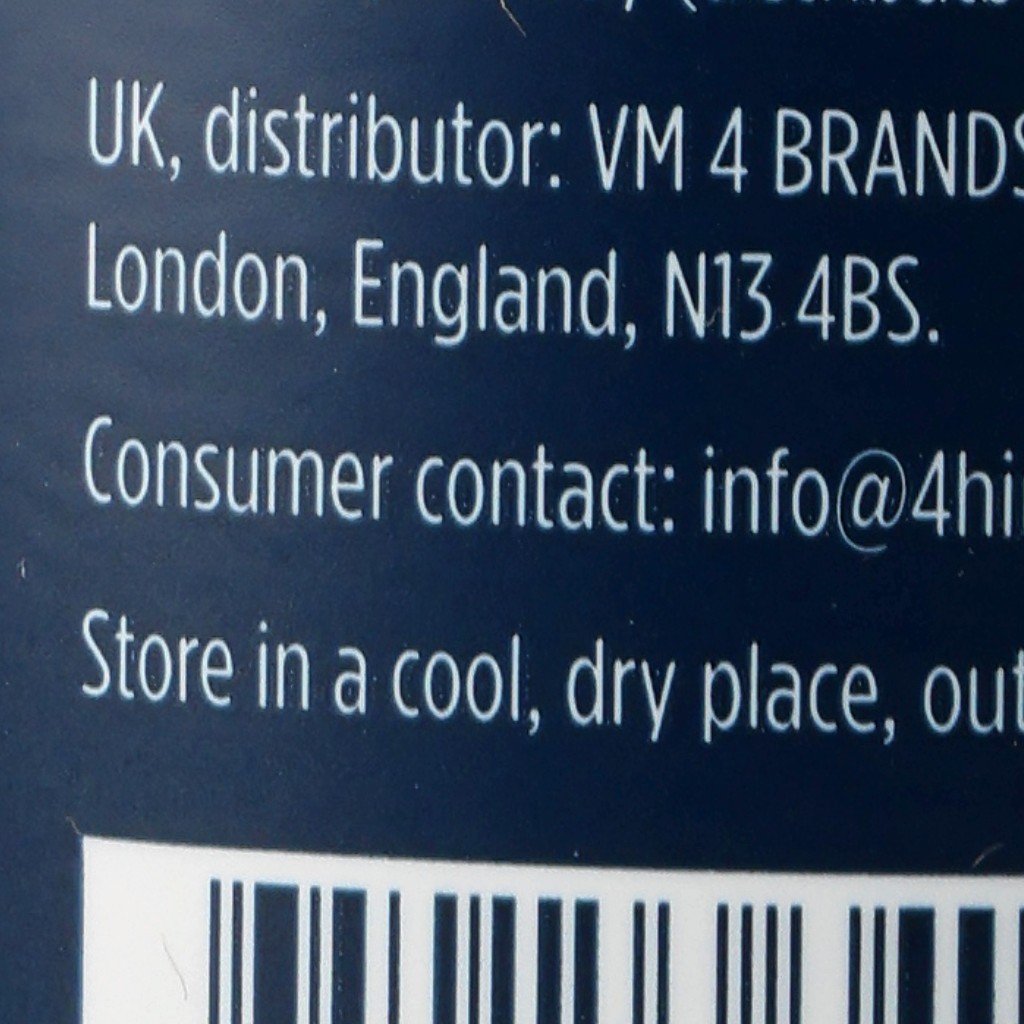 UK, distributor: VM 4 BRANDS
London, England, N13 4BS.
Consumer contact: info@4hi
Store in a cool, dry place, out